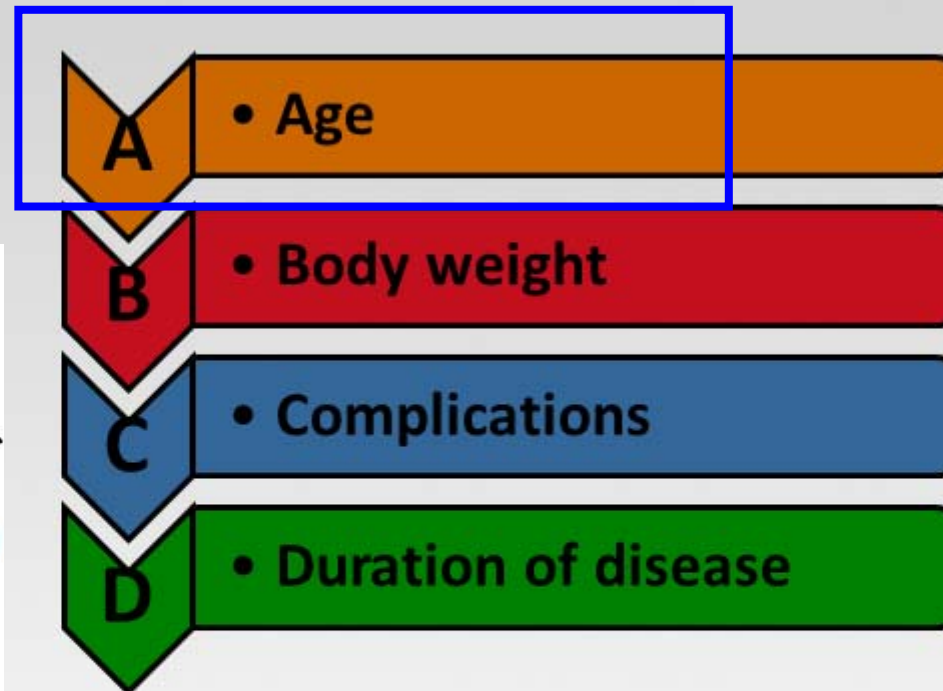 A • Age
B • Body weight
C • Complications
D • Duration of disease